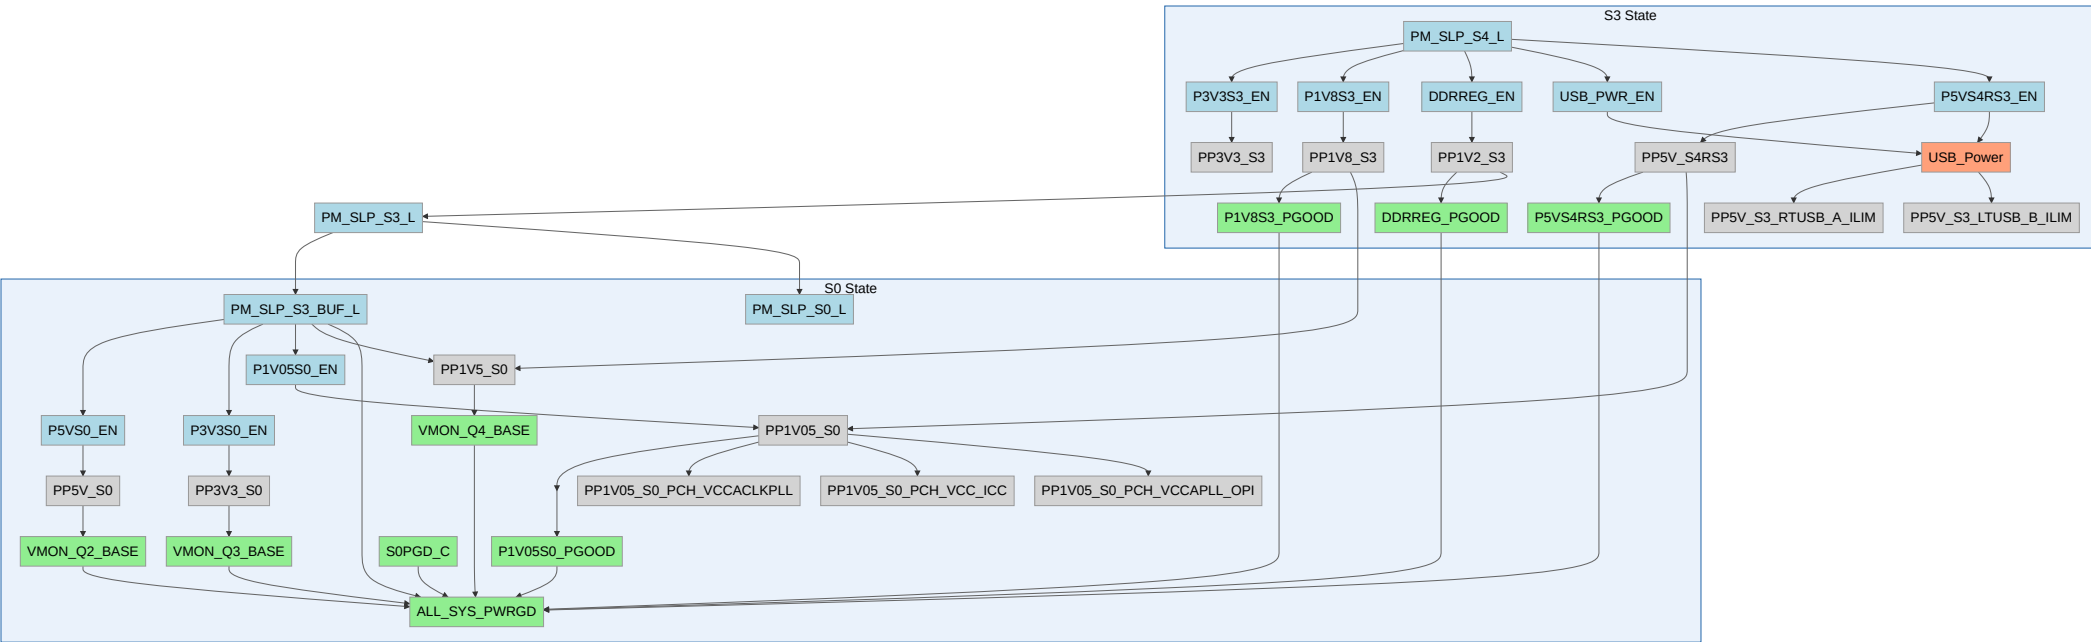 S3 State
PM_SLP_S4_L
P3V3S3_EN
P1V8S3_EN
DDRREG_EN
USB_PWR_EN
P5VS4RS3_EN
PP3V3_S3
PP1V8_S3
PP1V2_S3
PP5V_S4RS3
USB_Power
PM_SLP_S3_L
P1V8S3_PGOOD
DDRREG_PGOOD
P5VS4RS3_PGOOD
PP5V_S3_RTUSB_A_ILIM
PP5V_S3_LTUSB_B_ILIM
S0 State
PM_SLP_S3_BUF_L
PM_SLP_S0_L
P1V05S0_EN
PP1V5_S0
P5VS0_EN
P3V3S0_EN
VMON_Q4_BASE
PP1V05_S0
PP5V_S0
PP3V3_S0
PP1V05_S0_PCH_VCCACLKPLL
PP1V05_S0_PCH_VCC_ICC
PP1V05_S0_PCH_VCCAPLL_OPI
VMON_Q2_BASE
VMON_Q3_BASE
S0PGD_C
P1V05S0_PGOOD
ALL_SYS_PWRGD